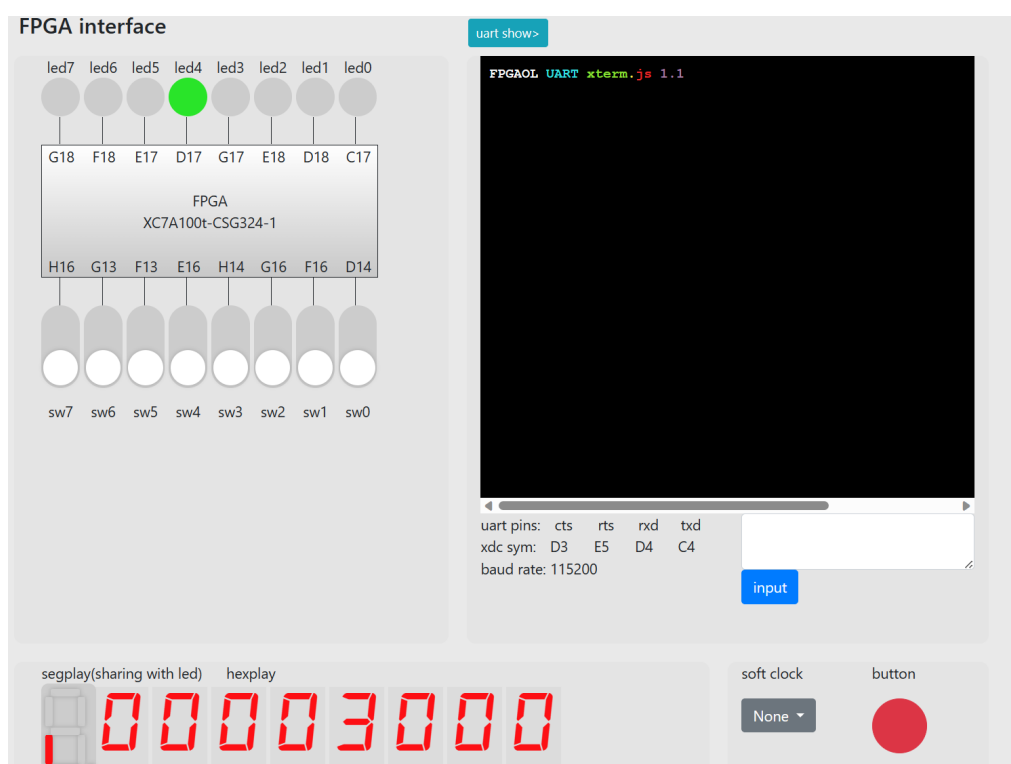 FPGA interface
uart show>
led7 led6 led5 led4 led3 led2 led1 led0
G18 F18 E17 D17 G17 E18 D18 C17
FPGA
XC7A100t-CSG324-1
H16 G13 F13 E16 H14 G16 F16 D14
sw7 sw6 sw5 sw4 sw3 sw2 sw1 sw0
FPGAOL UART xterm.js 1.1
uart pins: cts rts rxd txd
xdc sym: D3 E5 D4 C4
baud rate: 115200
input
segplay(sharing with led) hexplay
00003000
soft clock button
None